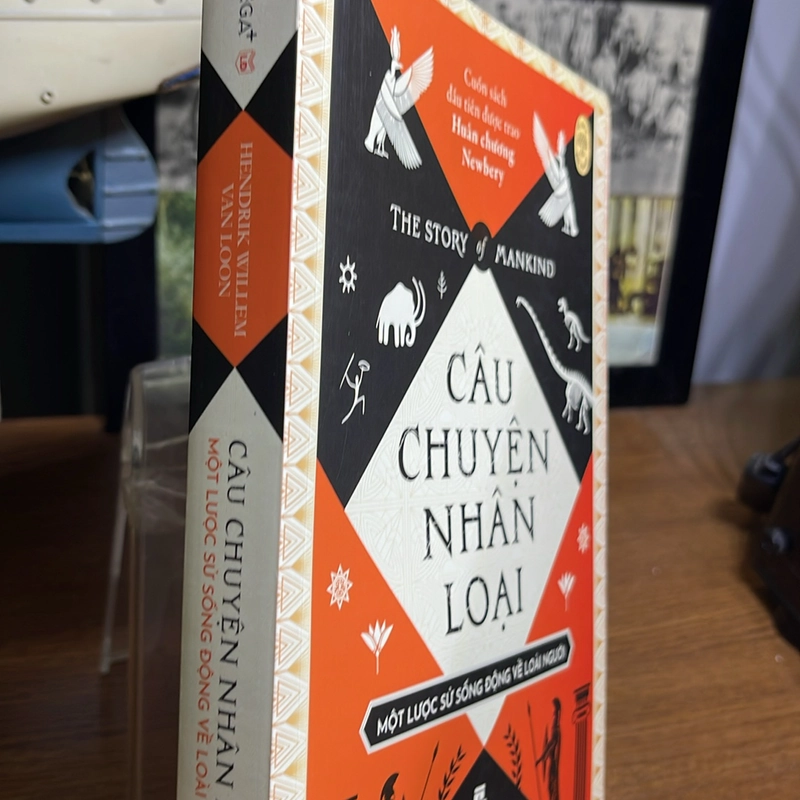 HENDRIK WILLEM
VAN LOON
CÂU CHUYỆN NHÂN
MỘT LƯỢC SỬ SỐNG ĐỘNG VỀ LOÀI
Cuốn sách
đầu tiên được trao
Huân chương
Newbery
THE STORY of MANKIND
CÂU
CHUYỆN
NHÂN
LOẠI
MỘT LƯỢC SỬ SỐNG ĐỘNG VỀ LOÀI NGƯỜI